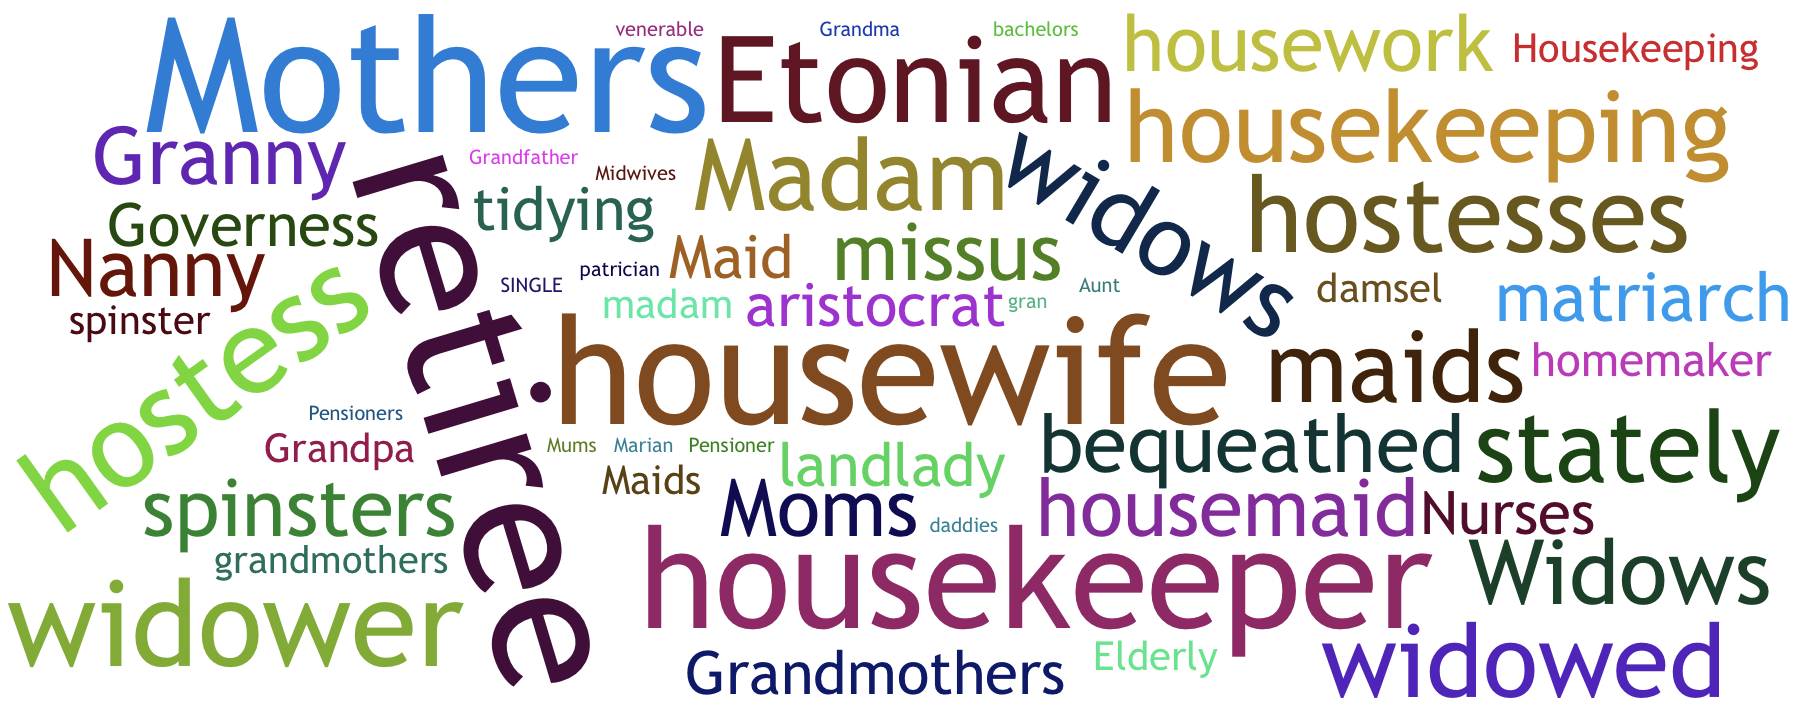 Mothers
venerable
Grandma
bachelors
Etonian
housework
Housekeeping
housekeeping
Granny
Grandfather
Midwives
Madam
widows
hostesses
Governess
retiree
tidying
Nanny
Maid
missus
spinster
hostess
SINGLE
patrician
madam
aristocrat
gran
Aunt
damsel
matriarch
housewife
maids
homemaker
Pensioners
Grandpa
Mums
Marian
Pensioner
landlady
bequeathed
stately
Maids
spinsters
Moms
daddies
housemaid
Nurses
grandmothers
widower
housekeeper
Widows
Grandmothers
Elderly
widowed